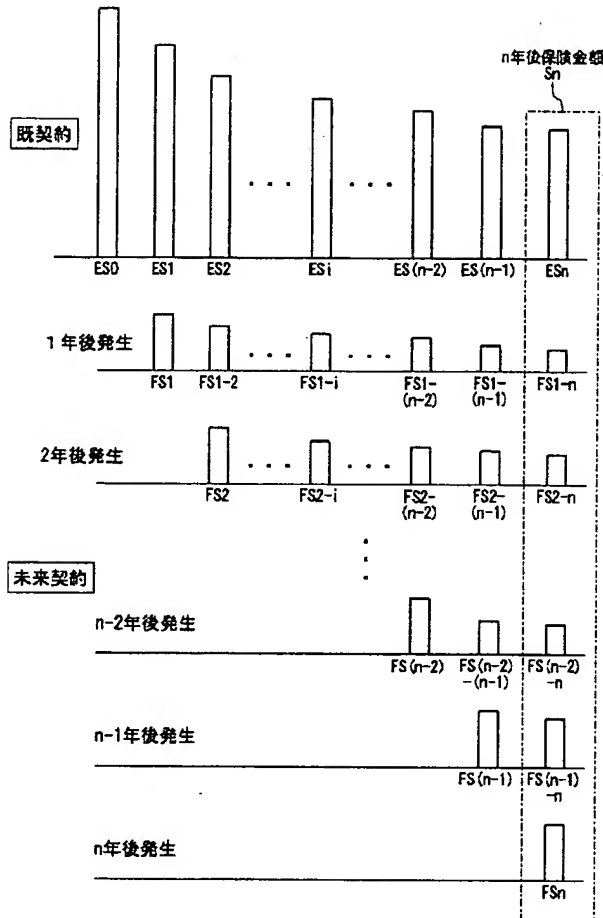 n年後保険金額
Sn
既契約
ES0 ES1 ES2 ESi ES(n-2) ES(n-1) ESn
1年後発生
FS1 FS1-2 FS1-i FS1-(n-2) FS1-(n-1) FS1-n
2年後発生
FS2 FS2-i FS2-(n-2) FS2-(n-1) FS2-n
未来契約
n-2年後発生
FS(n-2) FS(n-2)-(n-1) FS(n-2)-n
n-1年後発生
FS(n-1) FS(n-1)-n
n年後発生
FSn